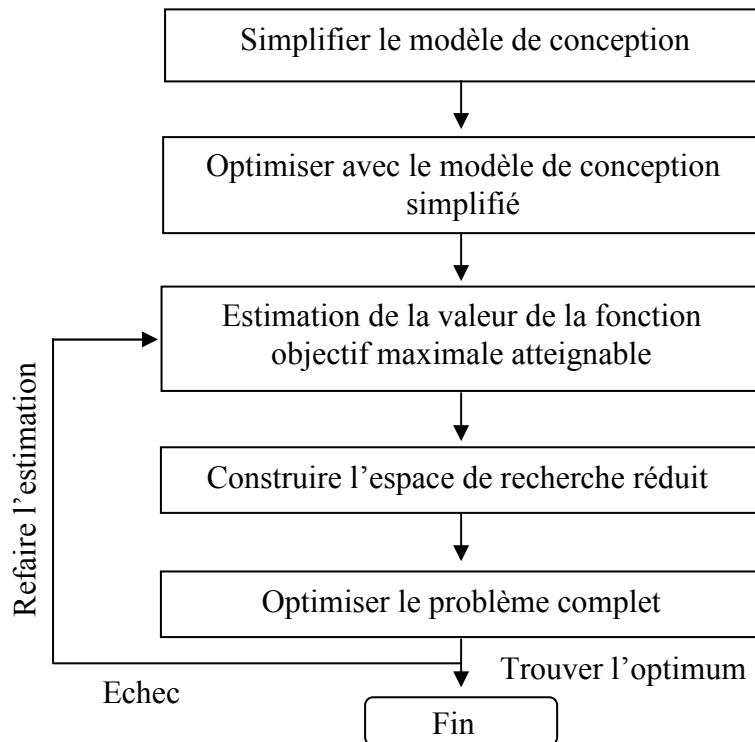 Simplifier le modèle de conception
Optimiser avec le modèle de conception
simplifié
Estimation de la valeur de la fonction
objectif maximale atteignable
Refaire l’estimation
Construire l’espace de recherche réduit
Optimiser le problème complet
Trouver l’optimum
Echec
Fin